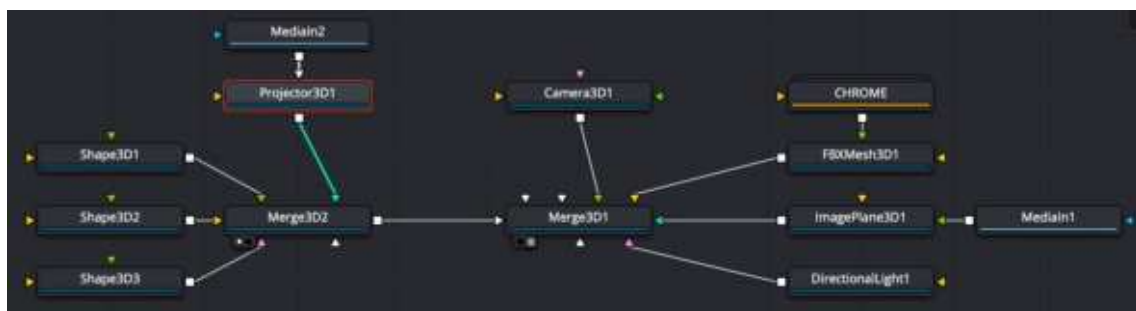 MediaIn2
Projector3D1
Camera3D1
CHROME
Shape3D1
FBXMesh3D1
Shape3D2
Merge3D2
Merge3D1
ImagePlane3D1
MediaIn1
Shape3D3
DirectionalLight1